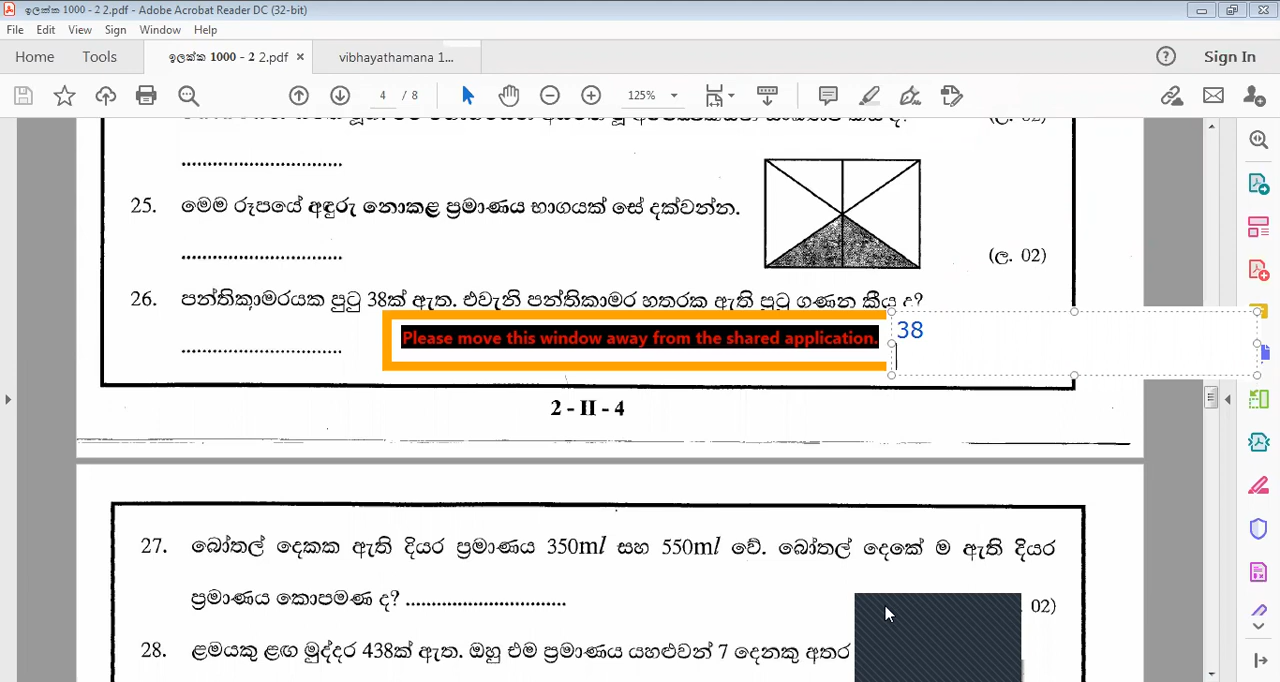 ඉලක්ක 1000 - 2 2.pdf - Adobe Acrobat Reader DC (32-bit)
File Edit View Sign Window Help
Home Tools ඉලක්ක 1000 - 2 2.pdf × vibhayathamana 1... Sign In
4 / 8 125%
25. මෙම රූපයේ අඳුරු නොකළ ප්‍රමාණය භාගයක් සේ දක්වන්න.
(ල. 02)
26. පන්තිකාමරයක පුටු 38ක් ඇත. එවැනි පන්තිකාමර හතරක ඇති පුටු ගණන කීය ද?
Please move this window away from the shared application. 38
2 - II - 4
27. බෝතල් දෙකක ඇති දියර ප්‍රමාණය 350ml සහ 550ml වේ. බෝතල් දෙකේ ම ඇති දියර
ප්‍රමාණය කොපමණ ද? ............................. 02)
28. ළමයකු ළඟ මුද්දර 438ක් ඇත. ඔහු එම ප්‍රමාණය යහළුවන් 7 දෙනකු අතර